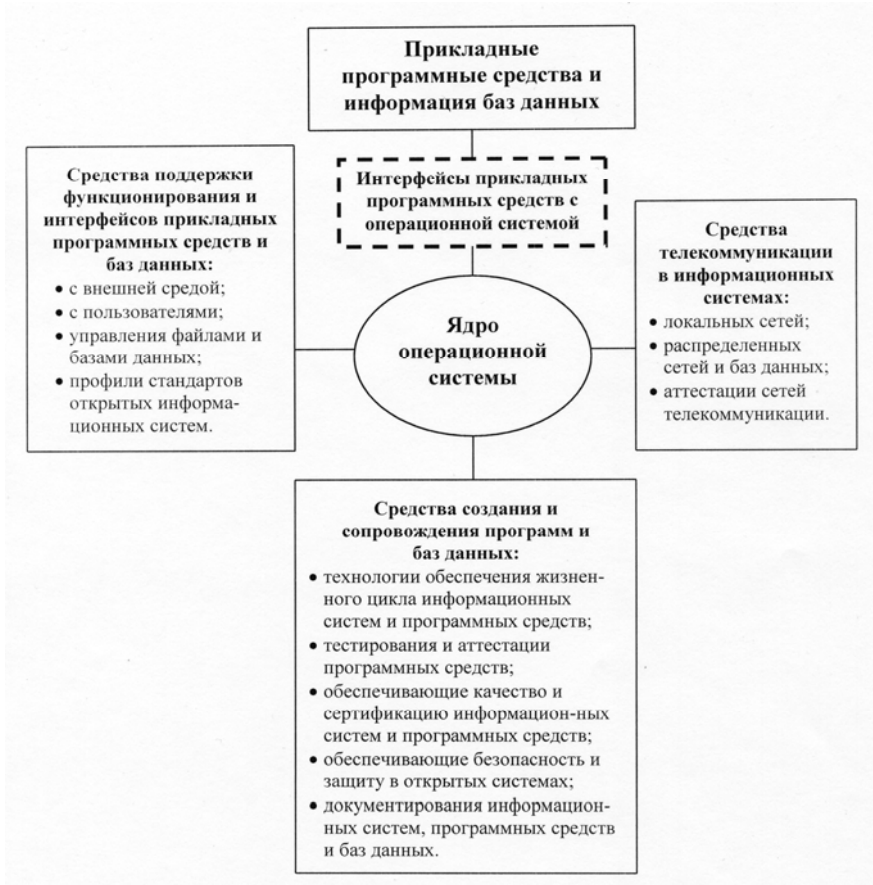 Прикладные
программные средства и
информация баз данных
Интерфейсы прикладных
программных средств с
операционной системой
Средства поддержки
функционирования и
интерфейсов прикладных
программных средств и
баз данных:
• с внешней средой;
• с пользователями;
• управления файлами и
базами данных;
• профили стандартов
открытых информа-
ционных систем.
Ядро
операционной
системы
Средства
телекоммуникации
в информационных
системах:
• локальных сетей;
• распределенных
сетей и баз данных;
• аттестации сетей
телекоммуникации.
Средства создания и
сопровождения программ и
баз данных:
• технологии обеспечения жизнен-
ного цикла информационных
систем и программных средств;
• тестирования и аттестации
программных средств;
• обеспечивающие качество и
сертификацию информацион-ных
систем и программных средств;
• обеспечивающие безопасность и
защиту в открытых системах;
• документирования информацион-
ных систем, программных средств
и баз данных.